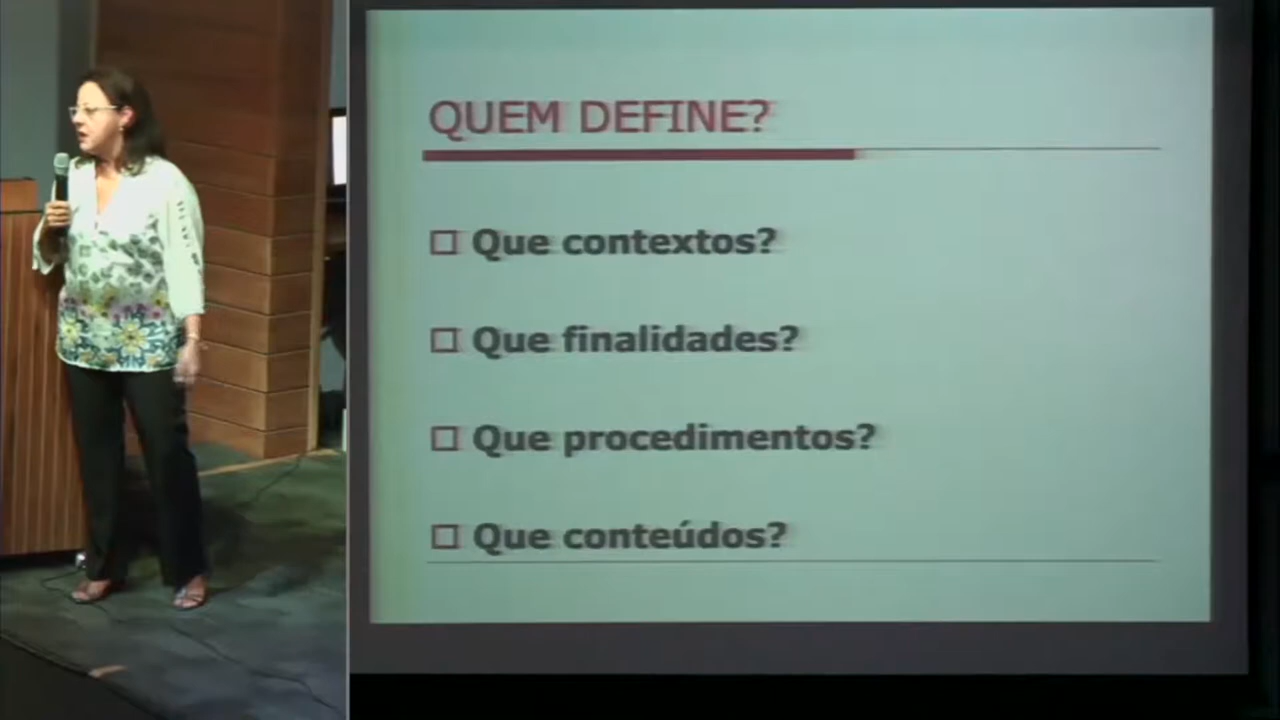 QUEM DEFINE?
Que contextos?
Que finalidades?
Que procedimentos?
Que conteúdos?